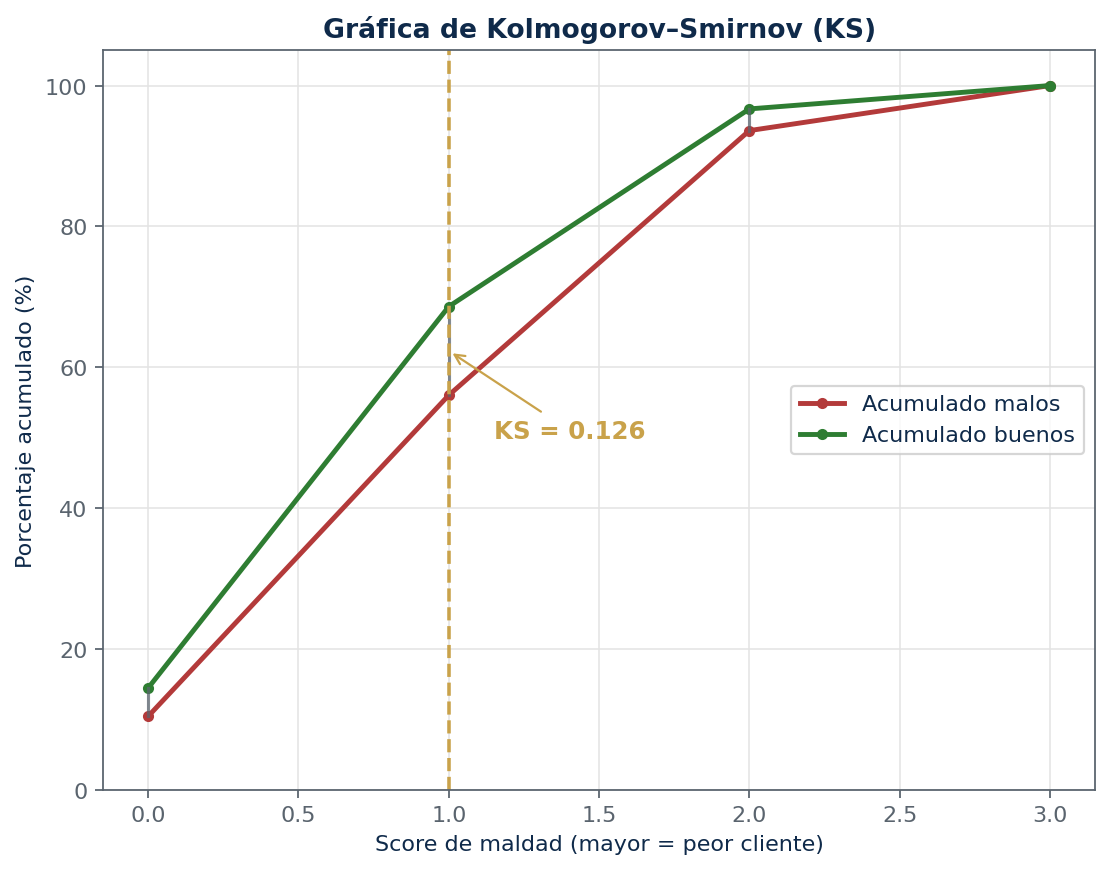 Gráfica de Kolmogorov–Smirnov (KS)
Porcentaje acumulado (%)
100
80
60
40
20
0
KS = 0.126
Acumulado malos
Acumulado buenos
0.0 0.5 1.0 1.5 2.0 2.5 3.0
Score de maldad (mayor = peor cliente)